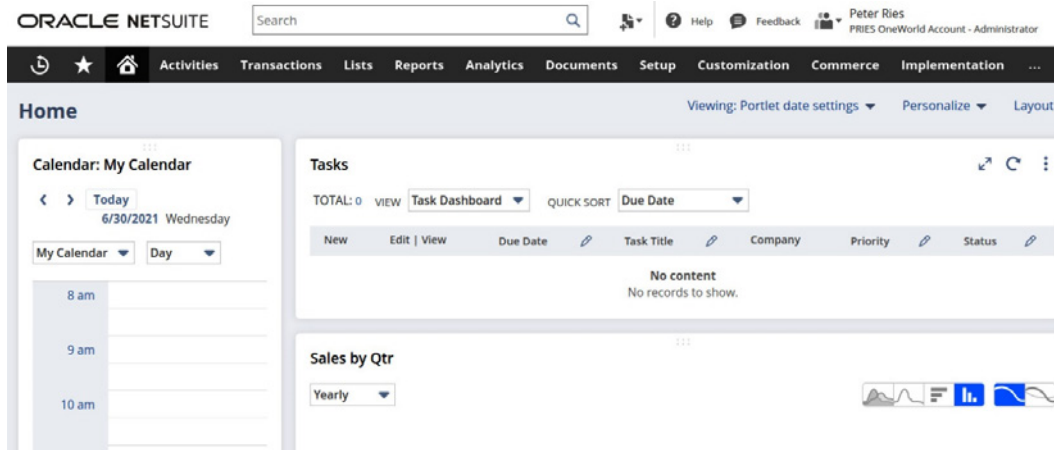 ORACLE NETSUITE
Search
Help
Feedback
Peter Ries
PRIES OneWorld Account - Administrator
Activities Transactions Lists Reports Analytics Documents Setup Customization Commerce Implementation ...
Home
Viewing: Portlet date settings
Personalize
Layout
Calendar: My Calendar
Today
6/30/2021 Wednesday
My Calendar
Day
8 am
9 am
10 am
Tasks
TOTAL: 0 VIEW Task Dashboard QUICK SORT Due Date
New Edit | View Due Date Task Title Company Priority Status
No content
No records to show.
Sales by Qtr
Yearly